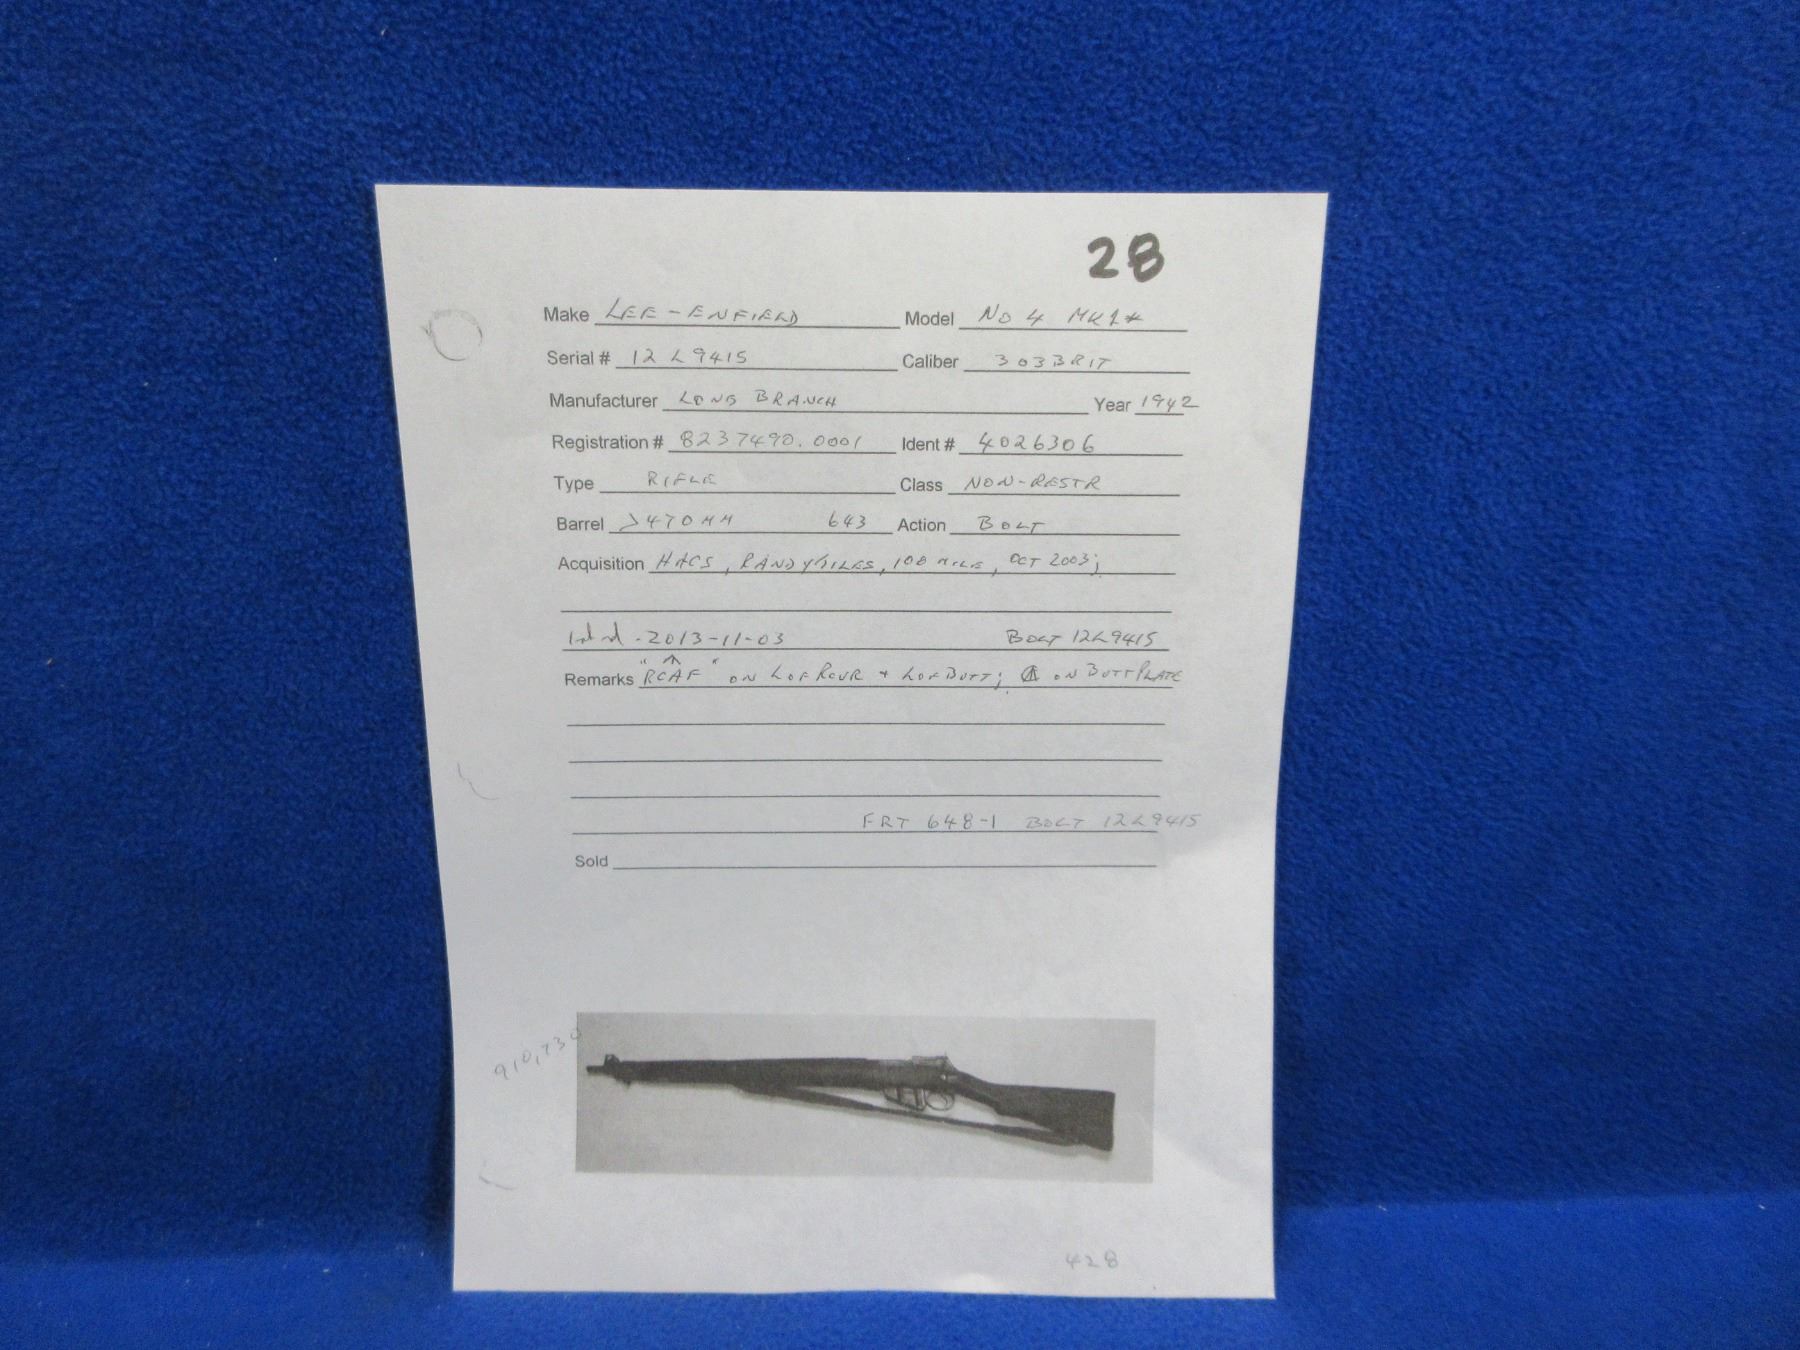 28
Make LEE-ENFIELD Model NO 4 MK1*
Serial # 12L9415 Caliber 303BRIT
Manufacturer LONG BRANCH Year 1942
Registration # 8237490.0001 Ident # 4026306
Type RIFLE Class NON-RESTR
Barrel >470MM 643 Action BOLT
Acquisition HACS, RANDY GILES, 100 MILE, OCT 2003;
2013-11-03 BOLT 12L9415
Remarks "RCAF" ON L OF RCVR + L OF BUTT; ON BUTTPLATE
FRT 648-1 BOLT 12L9415
Sold
910,730
428